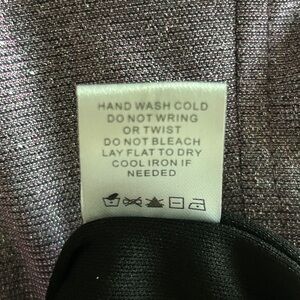 HAND WASH COLD
DO NOT WRING
OR TWIST
DO NOT BLEACH
LAY FLAT TO DRY
COOL IRON IF
NEEDED